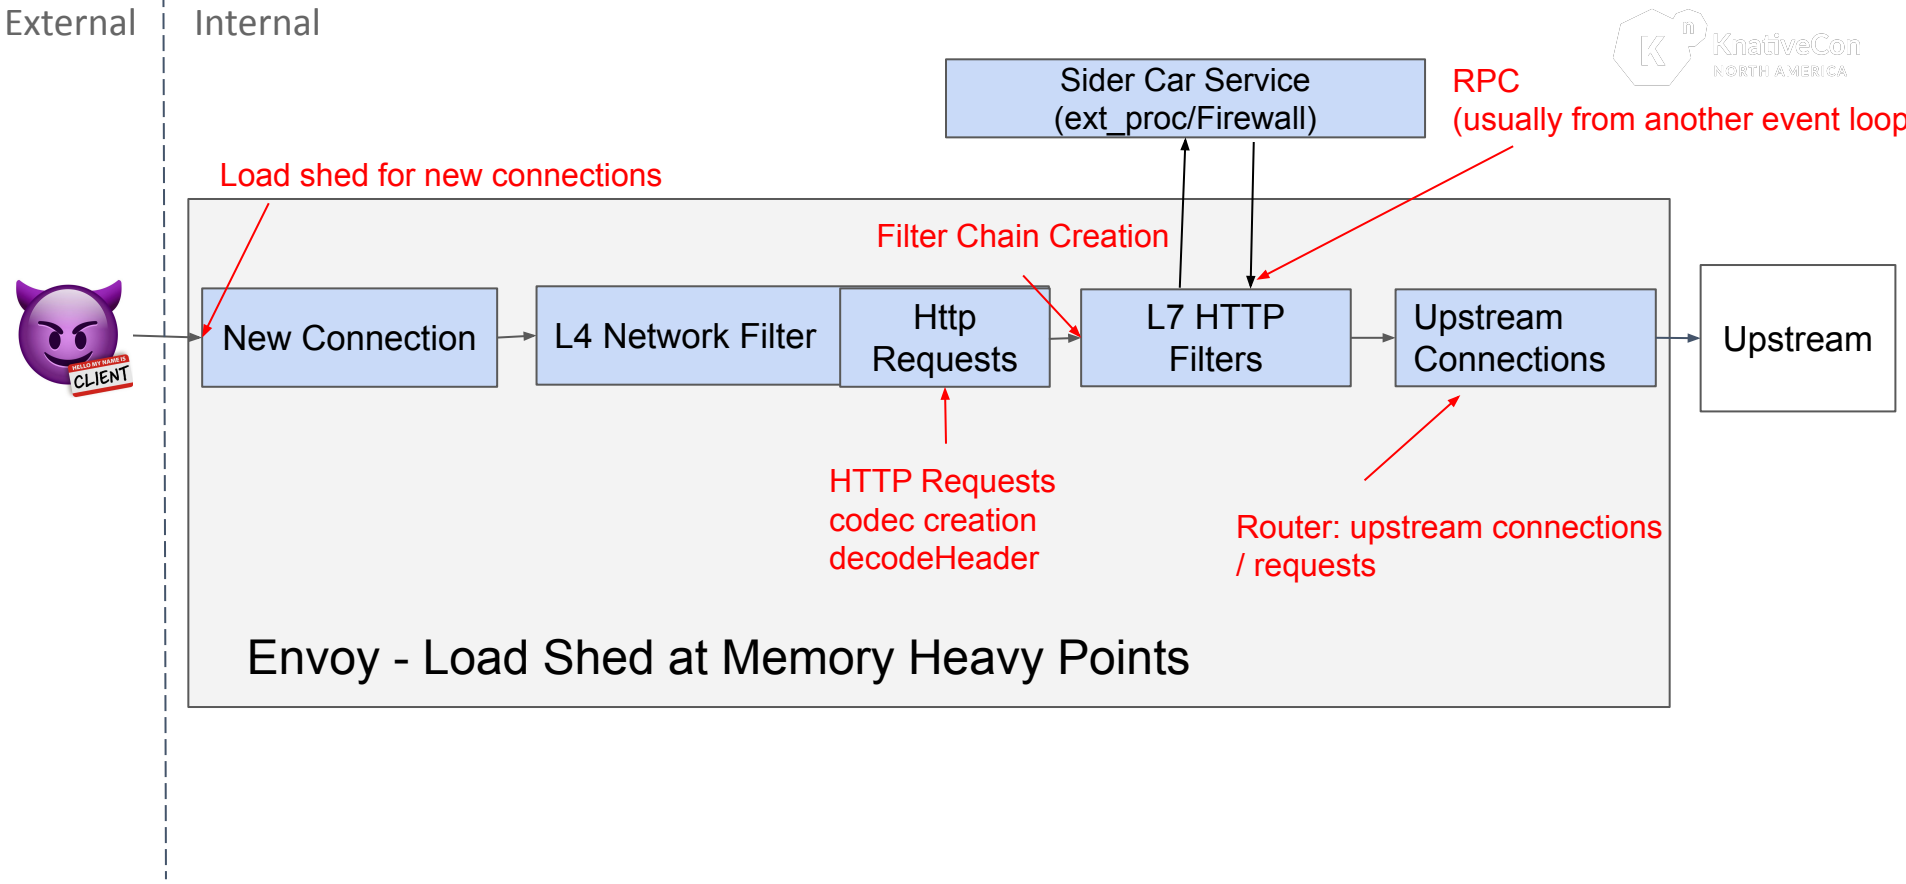 External
Internal
KnativeCon
NORTH AMERICA
Sider Car Service
(ext_proc/Firewall)
RPC
(usually from another event loop
Load shed for new connections
Filter Chain Creation
New Connection
L4 Network Filter
Http
Requests
L7 HTTP
Filters
Upstream
Connections
Upstream
HELLO MY NAME IS
CLIENT
HTTP Requests
codec creation
decodeHeader
Router: upstream connections
/ requests
Envoy - Load Shed at Memory Heavy Points
K
n